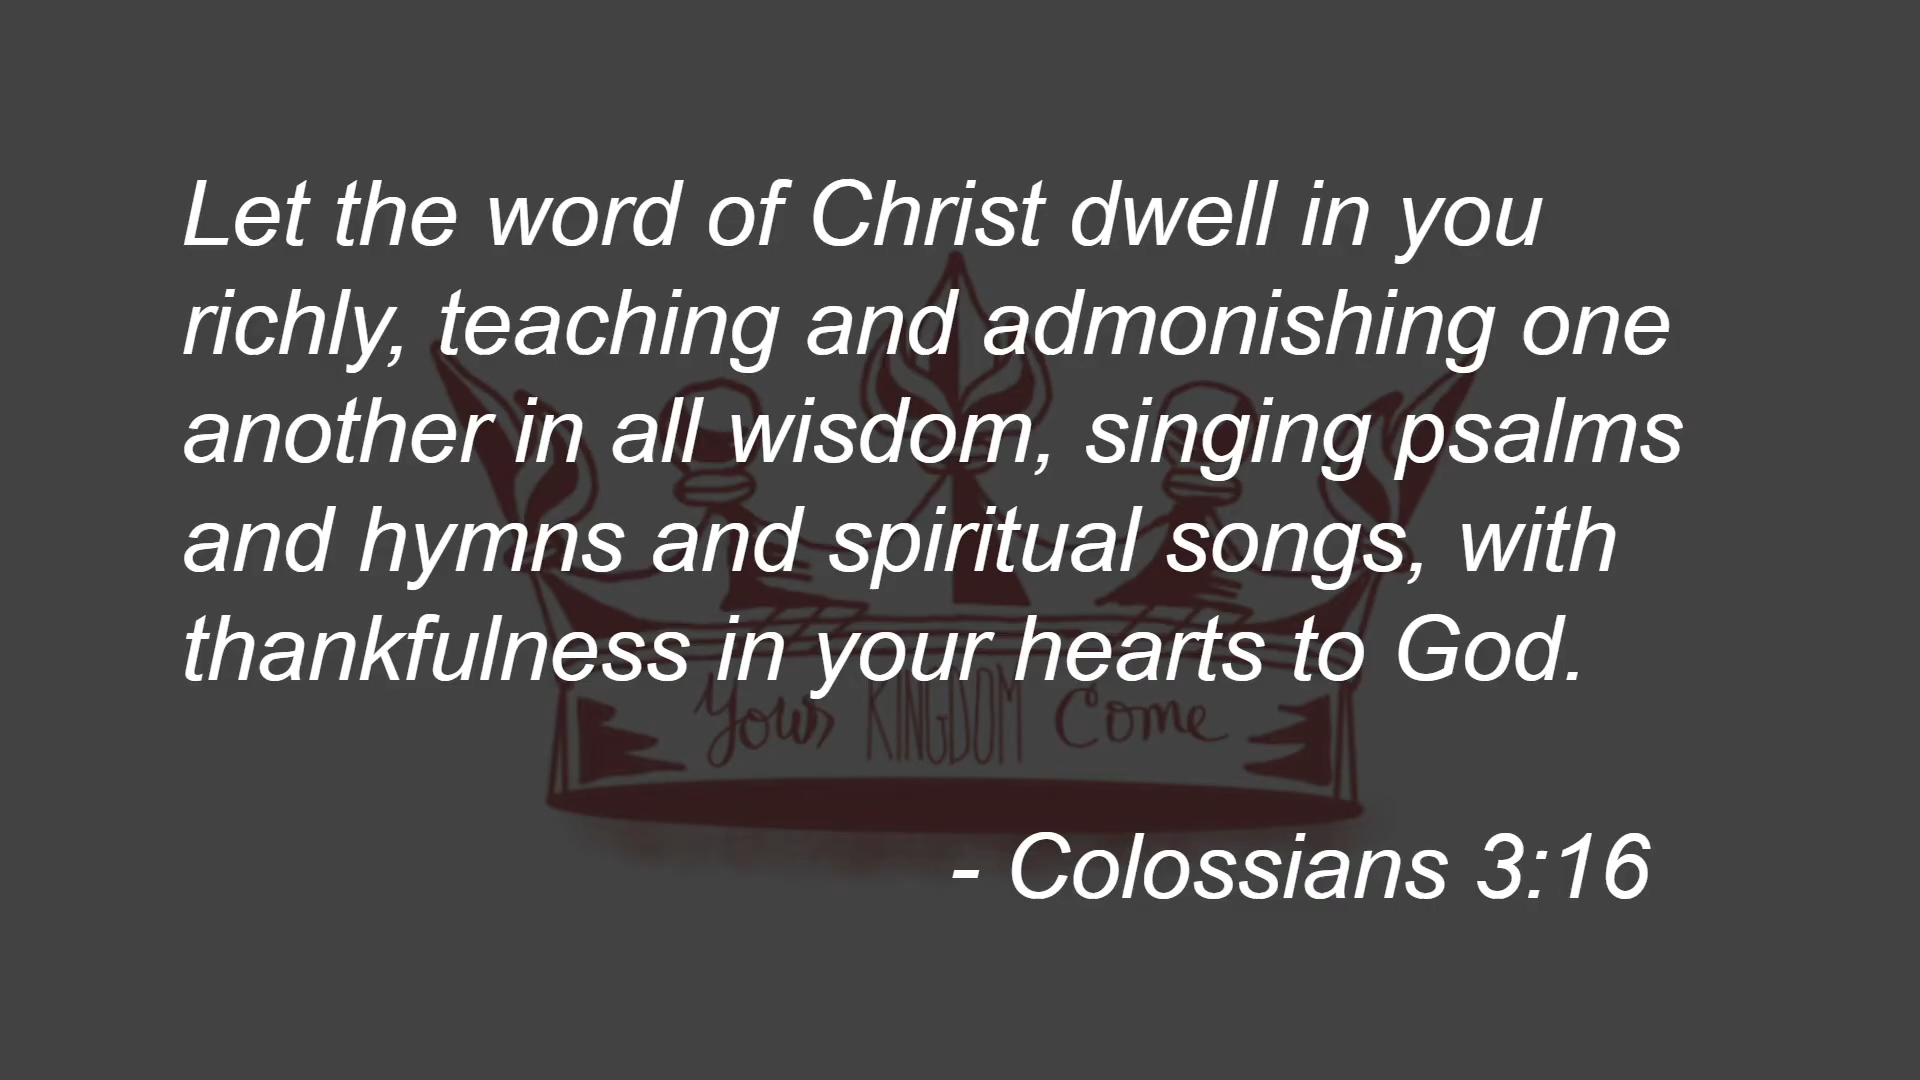 Let the word of Christ dwell in you
richly, teaching and admonishing one
another in all wisdom, singing psalms
and hymns and spiritual songs, with
thankfulness in your hearts to God.
Your KINGDOM Come
- Colossians 3:16